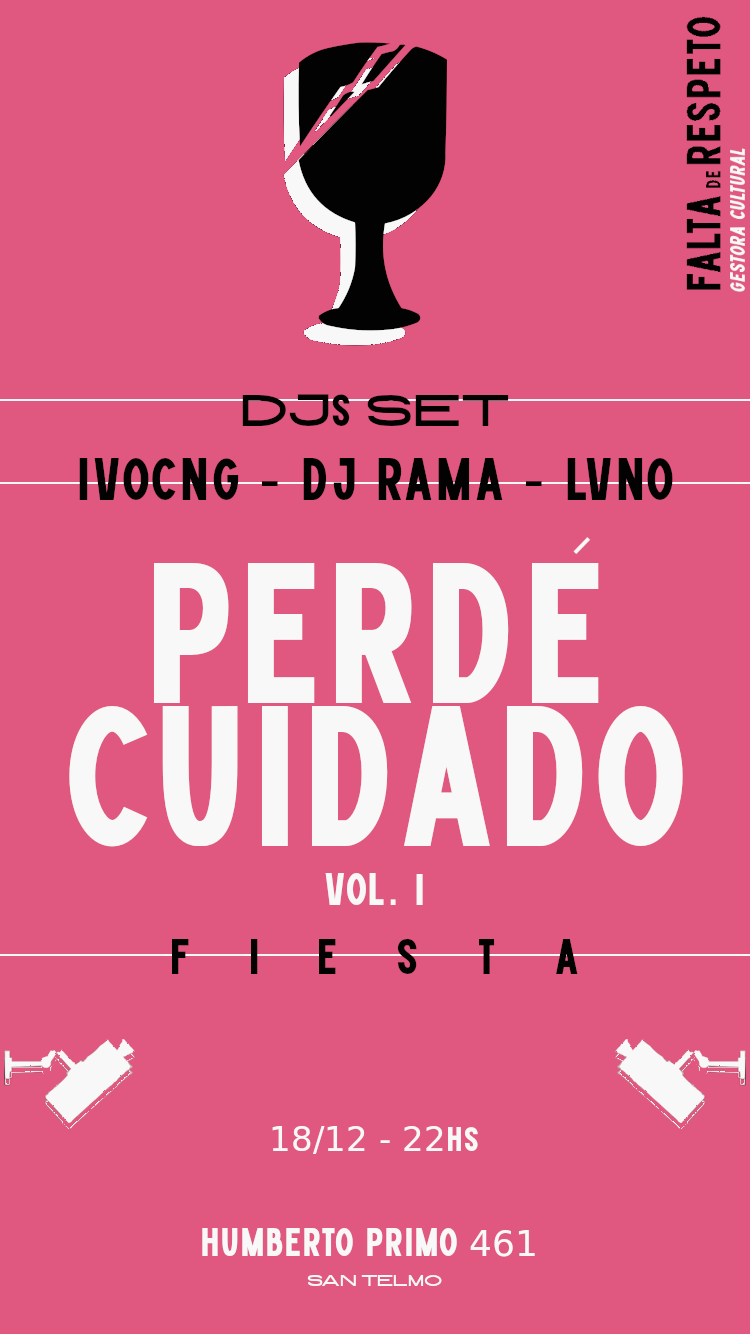 FALTA DE RESPETO
GESTORA CULTURAL
DJs SET
IVOCNG - DJ RAMA - LVNO
PERDÉ
CUIDADO
VOL. I
FIESTA
18/12 - 22HS
HUMBERTO PRIMO 461
SAN TELMO